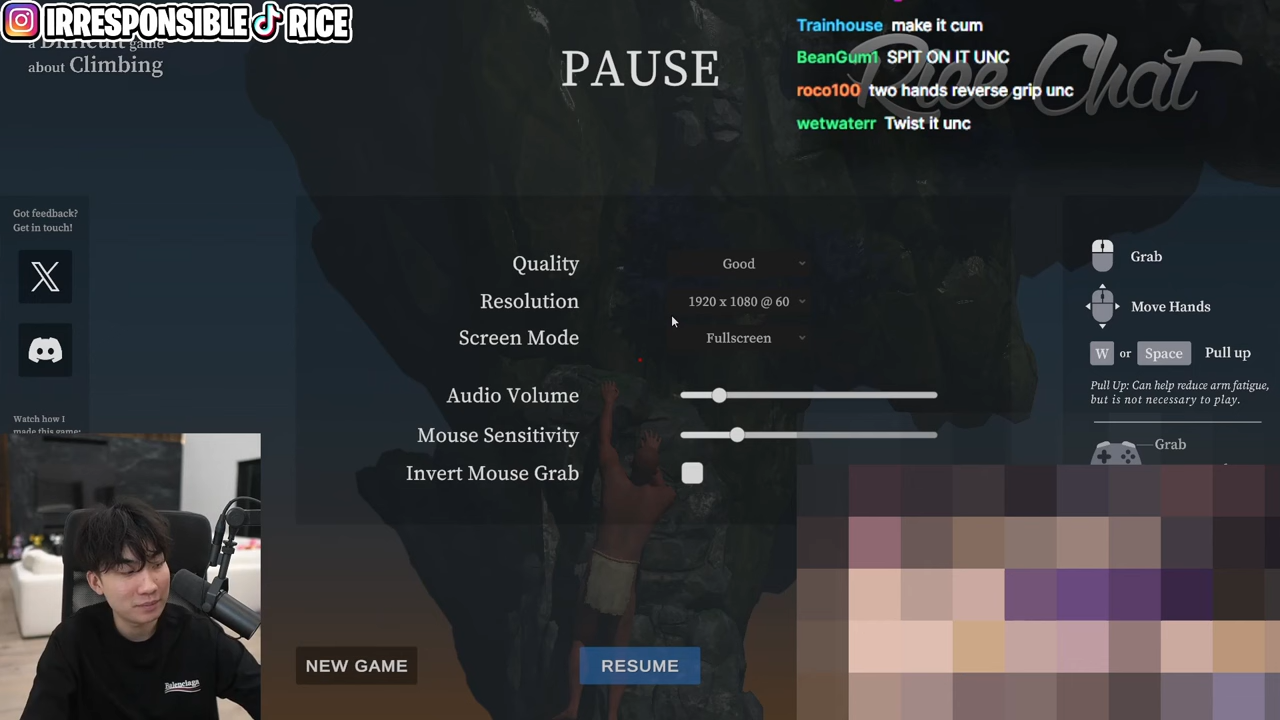 IRRESPONSIBLE RICE
a Difficult game
about Climbing
PAUSE
Trainhouse make it cum
BeanGum1 SPIT ON IT UNC
roco100 two hands reverse grip unc
wetwaterr Twist it unc
Rice Chat
Got feedback?
Get in touch!
Watch how I
made this game:
Quality Good
Resolution 1920 x 1080 @ 60
Screen Mode Fullscreen
Audio Volume
Mouse Sensitivity
Invert Mouse Grab
Grab
Move Hands
W or Space Pull up
Pull Up: Can help reduce arm fatigue,
but is not necessary to play.
Grab
Balenciaga
NEW GAME
RESUME